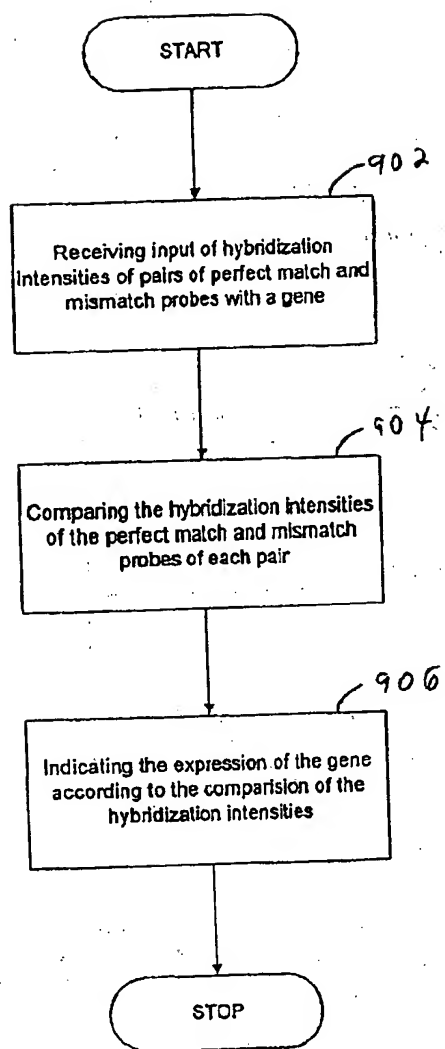 START
902
Receiving input of hybridization
intensities of pairs of perfect match and
mismatch probes with a gene
904
Comparing the hybridization intensities
of the perfect match and mismatch
probes of each pair
906
Indicating the expression of the gene
according to the comparision of the
hybridization intensities
STOP